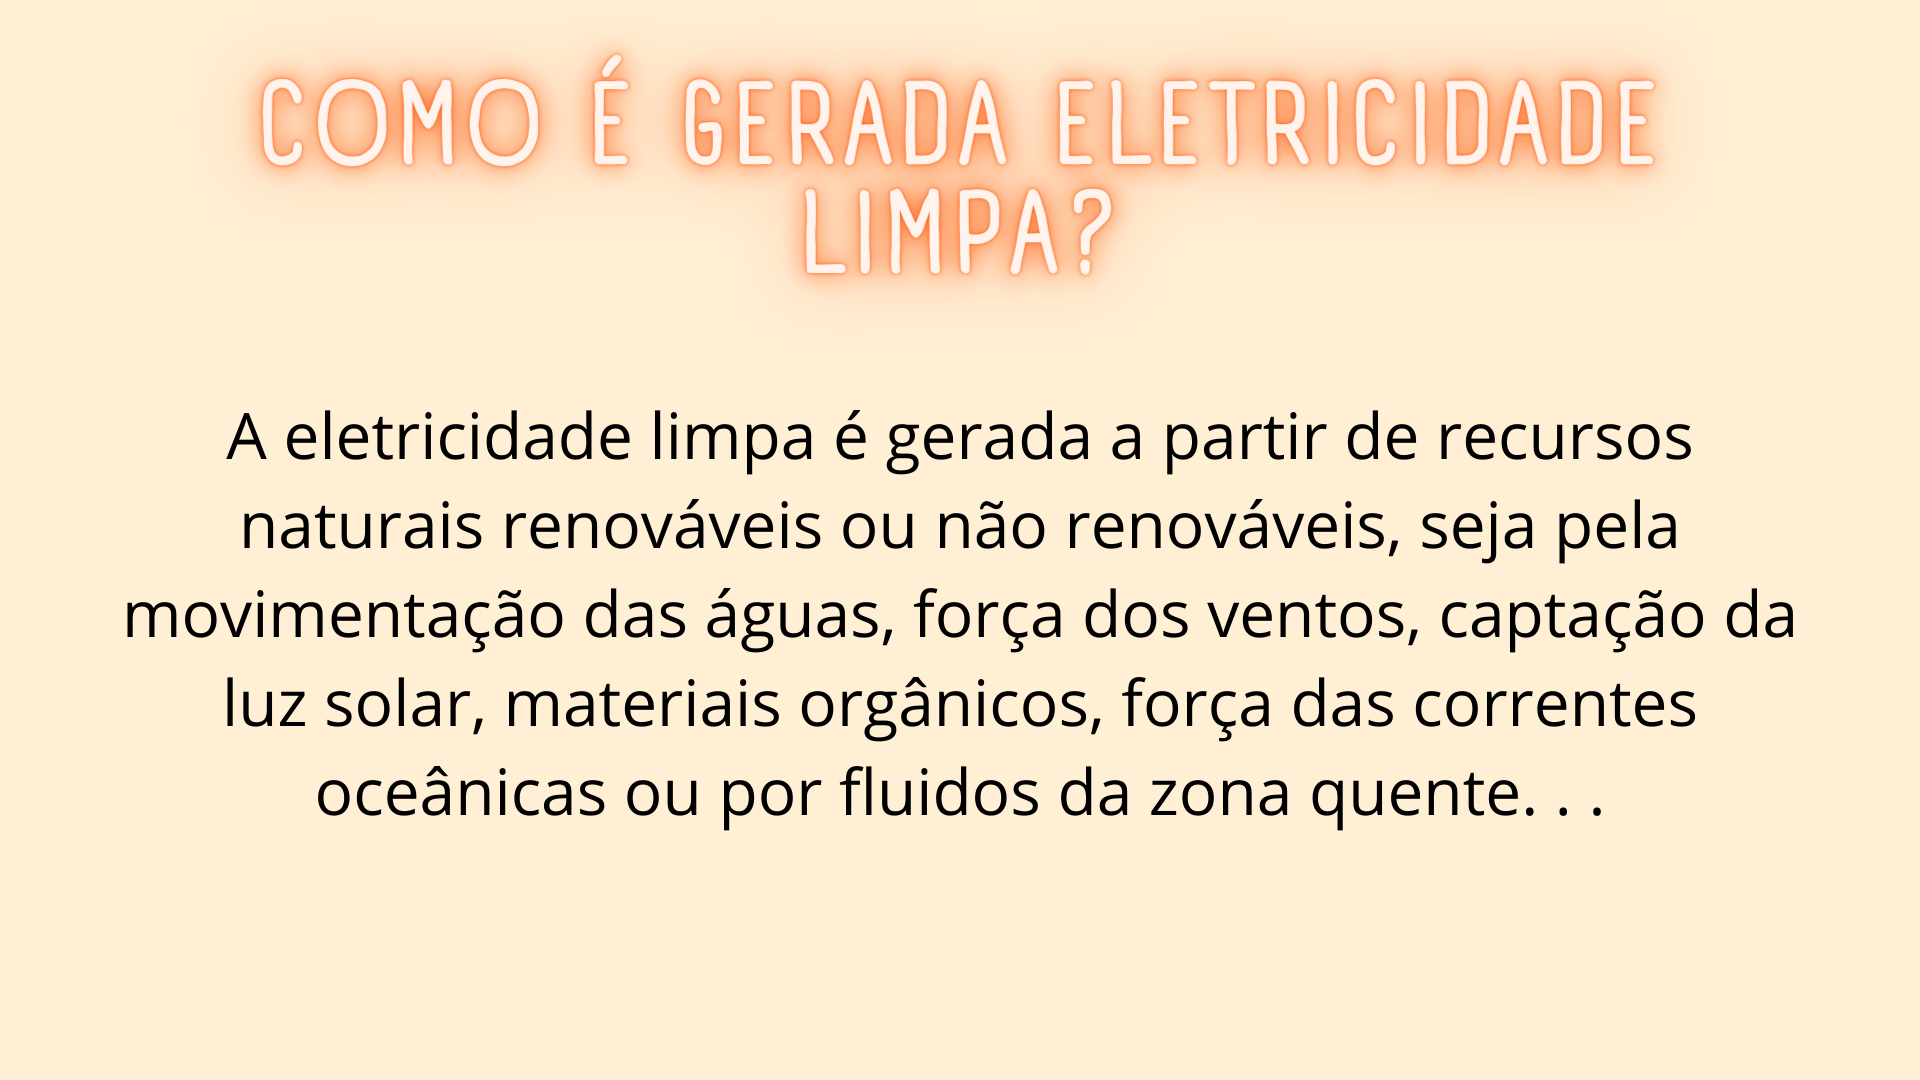 COMO É GERADA ELETRICIDADE
LIMPA?
A eletricidade limpa é gerada a partir de recursos
naturais renováveis ou não renováveis, seja pela
movimentação das águas, força dos ventos, captação da
luz solar, materiais orgânicos, força das correntes
oceânicas ou por fluidos da zona quente. . .